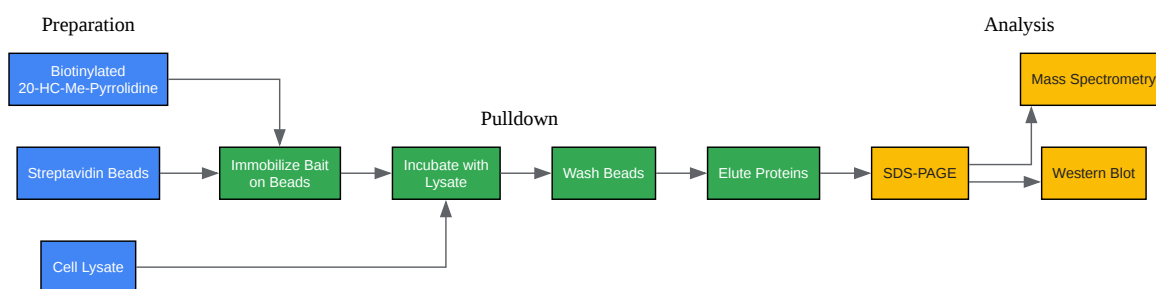 Preparation
Analysis
Biotinylated
20-HC-Me-Pyrrolidine
Mass Spectrometry
Pulldown
Streptavidin Beads
Immobilize Bait
on Beads
Incubate with
Lysate
Wash Beads
Elute Proteins
SDS-PAGE
Western Blot
Cell Lysate